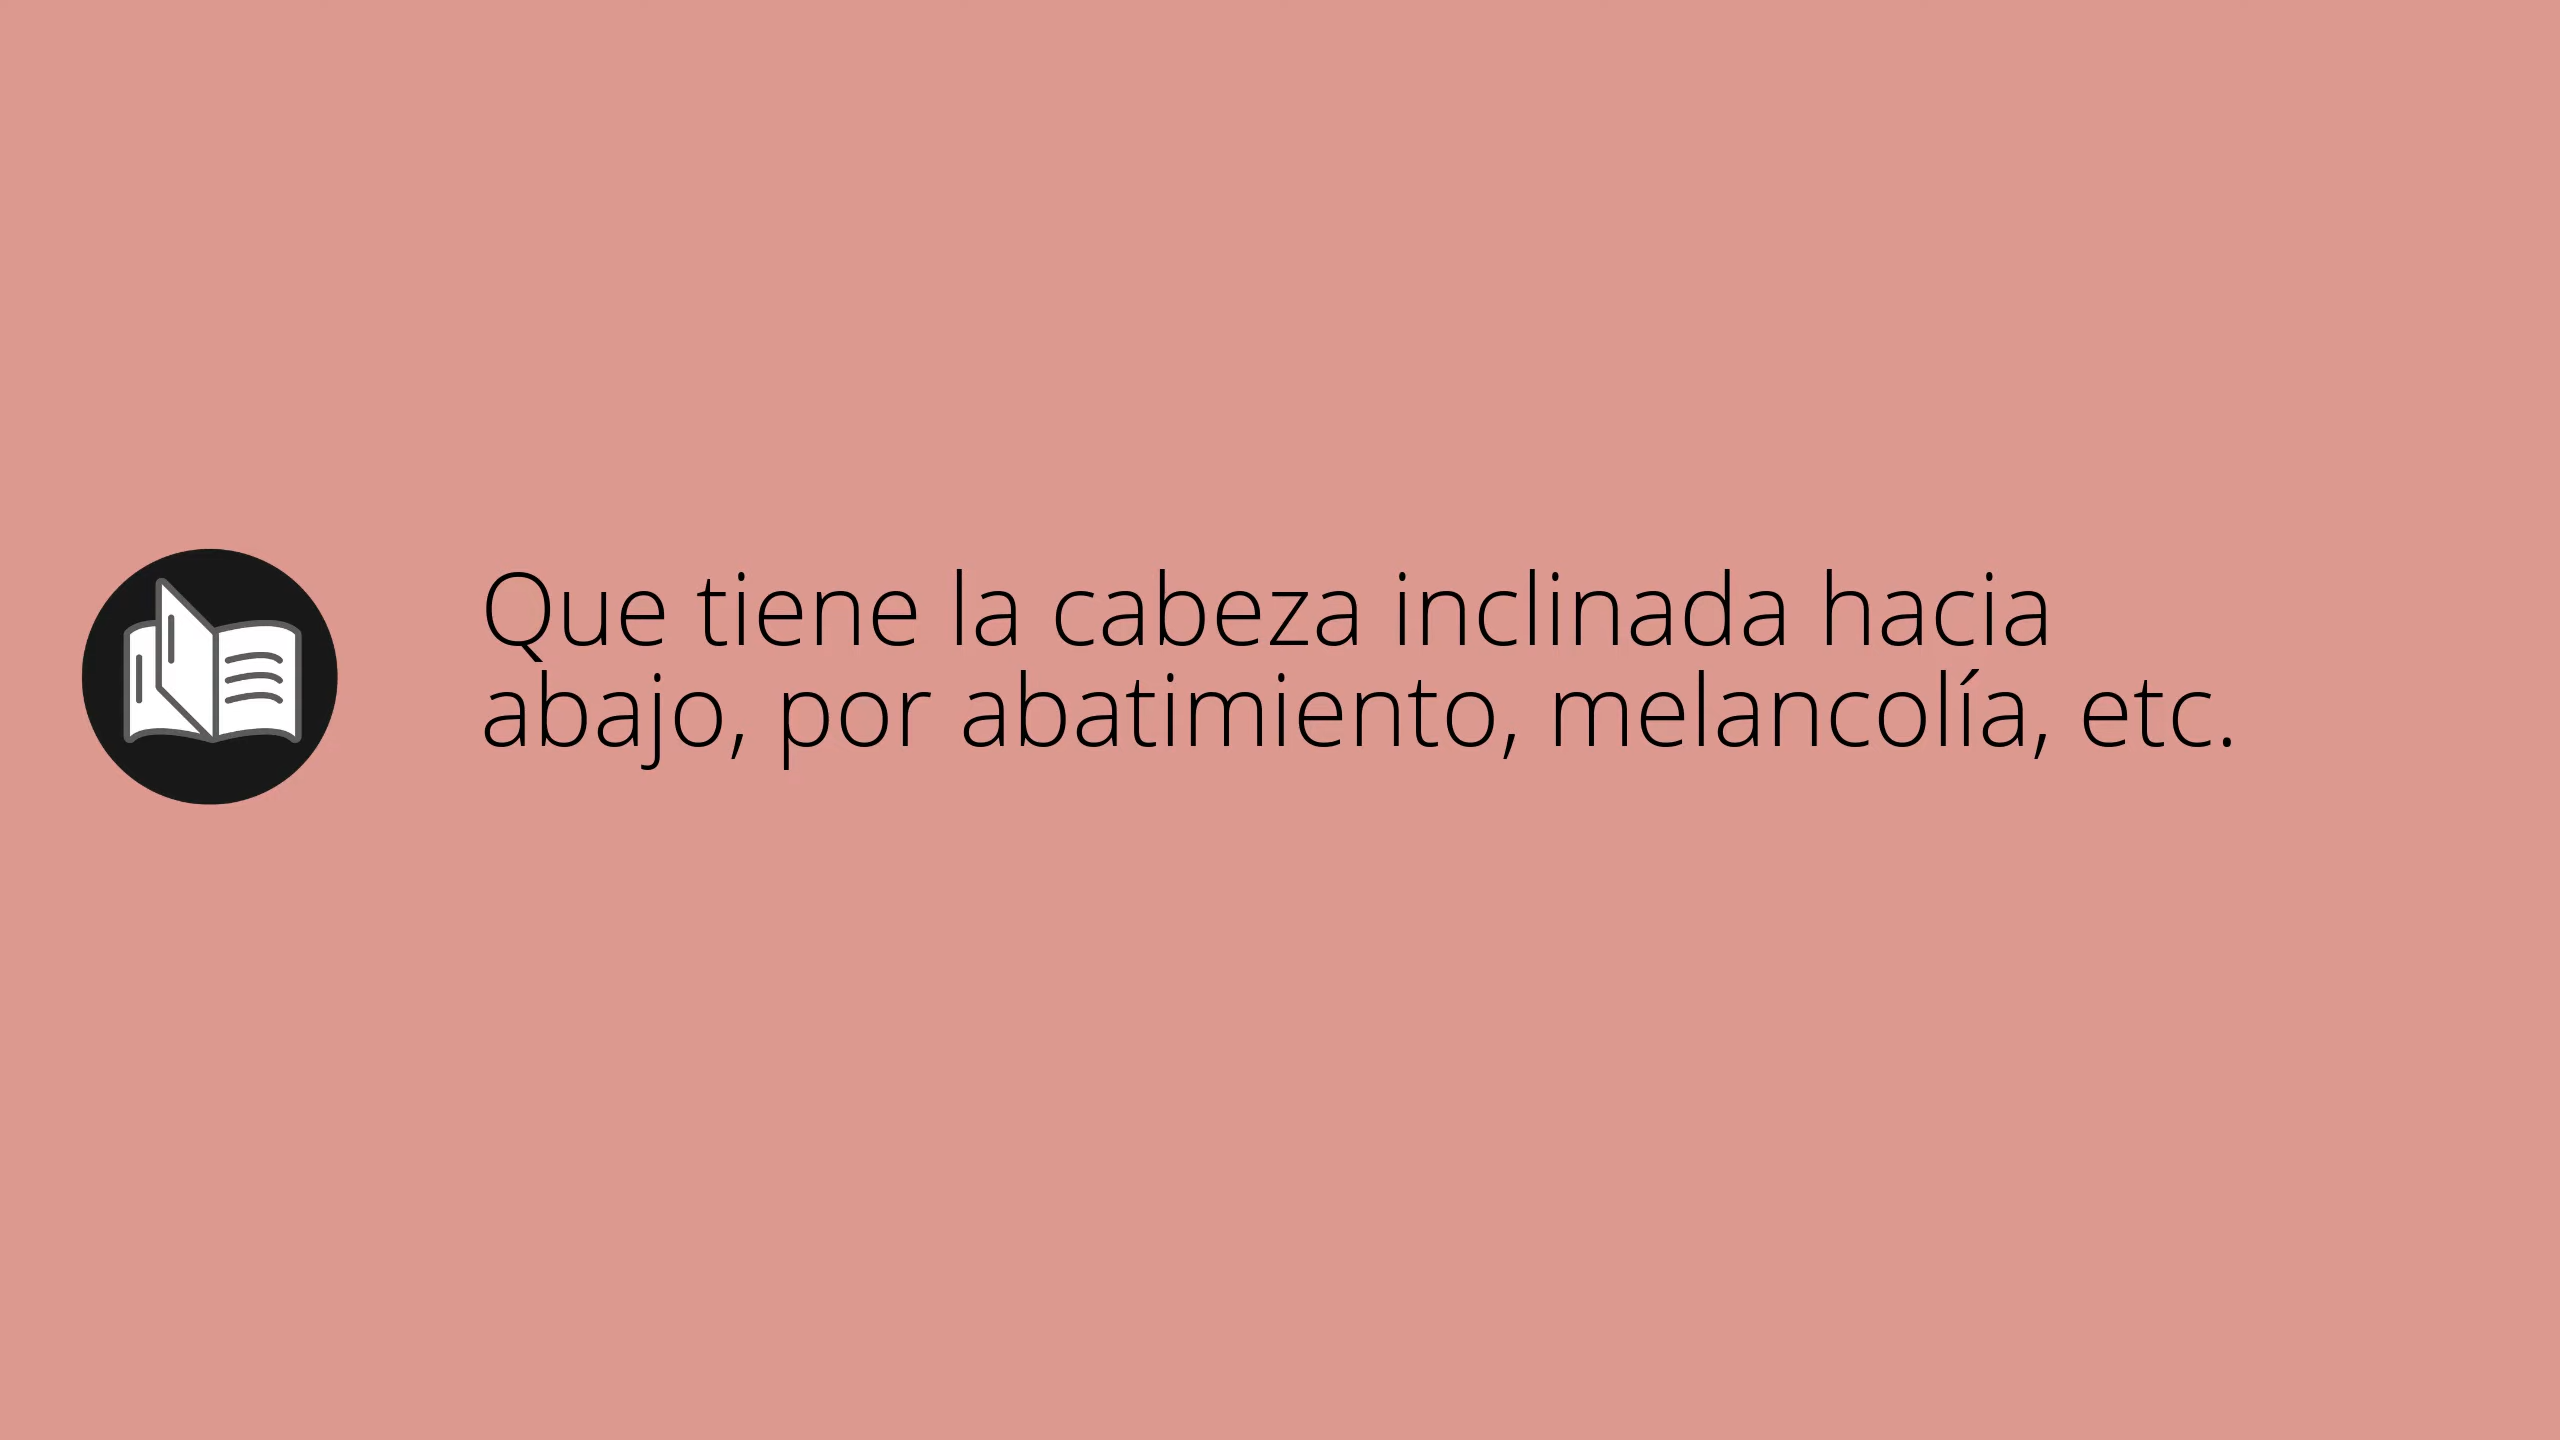 Que tiene la cabeza inclinada hacia
abajo, por abatimiento, melancolía, etc.